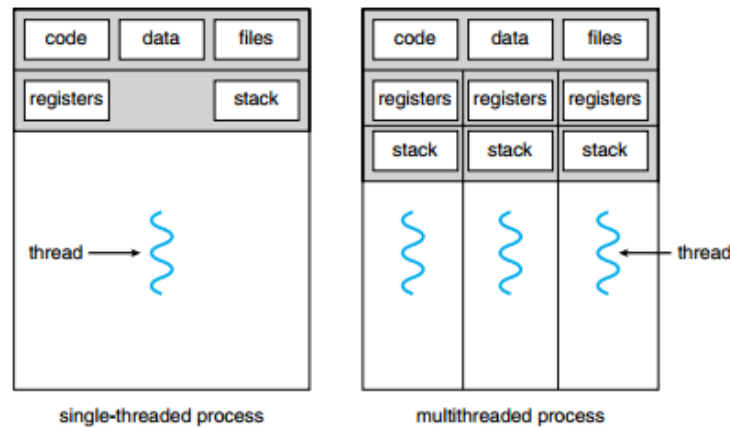 code data files code data files
registers stack registers registers registers
stack stack stack
thread thread
single-threaded process multithreaded process